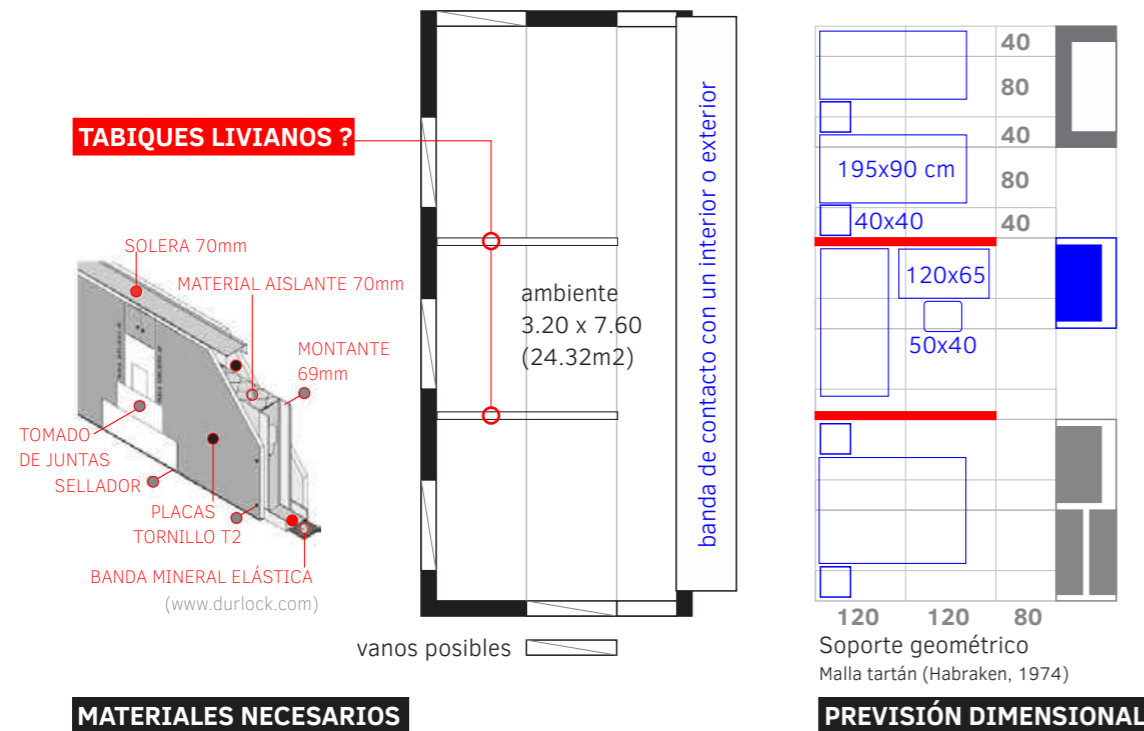 TABIQUES LIVIANOS ?
SOLERA 70mm
MATERIAL AISLANTE 70mm
MONTANTE
69mm
TOMADO
DE JUNTAS
SELLADOR
PLACAS
TORNILLO T2
BANDA MINERAL ELÁSTICA
(www.durlock.com)
MATERIALES NECESARIOS
ambiente
3.20 x 7.60
(24.32m2)
banda de contacto con un interior o exterior
vanos posibles
40
80
40
80
40
195x90 cm
40x40
120x65
50x40
120 120 80
Soporte geométrico
Malla tartán (Habraken, 1974)
PREVISIÓN DIMENSIONAL